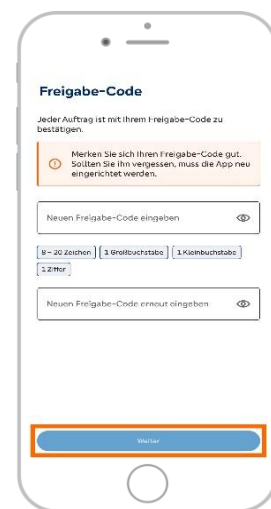 Freigabe-Code
Jeder Auftrag ist mit Ihrem Freigabe-Code zu
bestätigen.
Merken Sie sich Ihren Freigabe-Code gut.
Sollten Sie ihn vergessen, muss die App neu
eingerichtet werden.
Neuen Freigabe-Code eingeben
8 – 20 Zeichen 1 Großbuchstabe 1 Kleinbuchstabe
1 Ziffer
Neuen Freigabe-Code erneut eingeben
Weiter